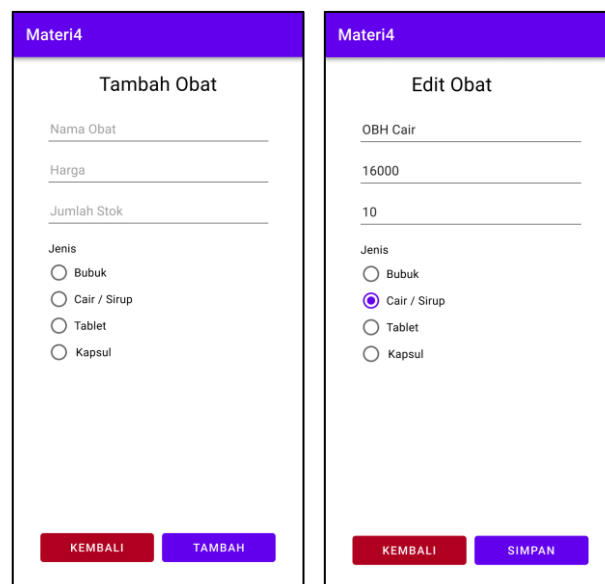 Materi4
Tambah Obat
Nama Obat
Harga
Jumlah Stok
Jenis
Bubuk
Cair / Sirup
Tablet
Kapsul
KEMBALI TAMBAH
Materi4
Edit Obat
OBH Cair
16000
10
Jenis
Bubuk
Cair / Sirup
Tablet
Kapsul
KEMBALI SIMPAN